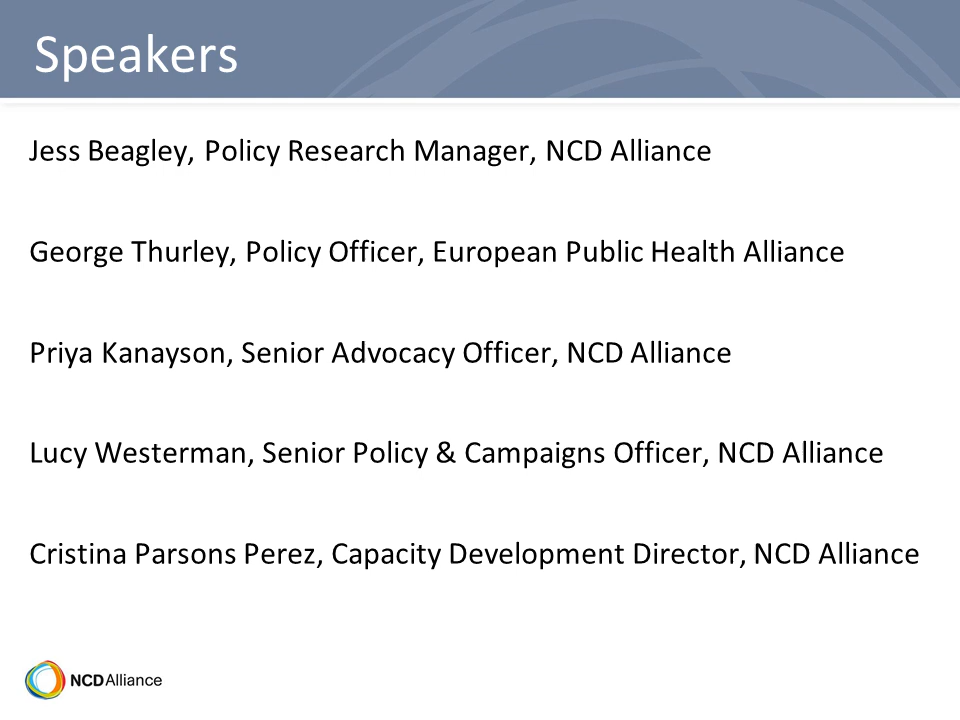 Speakers
Jess Beagley, Policy Research Manager, NCD Alliance
George Thurley, Policy Officer, European Public Health Alliance
Priya Kanayson, Senior Advocacy Officer, NCD Alliance
Lucy Westerman, Senior Policy & Campaigns Officer, NCD Alliance
Cristina Parsons Perez, Capacity Development Director, NCD Alliance
NCDAlliance